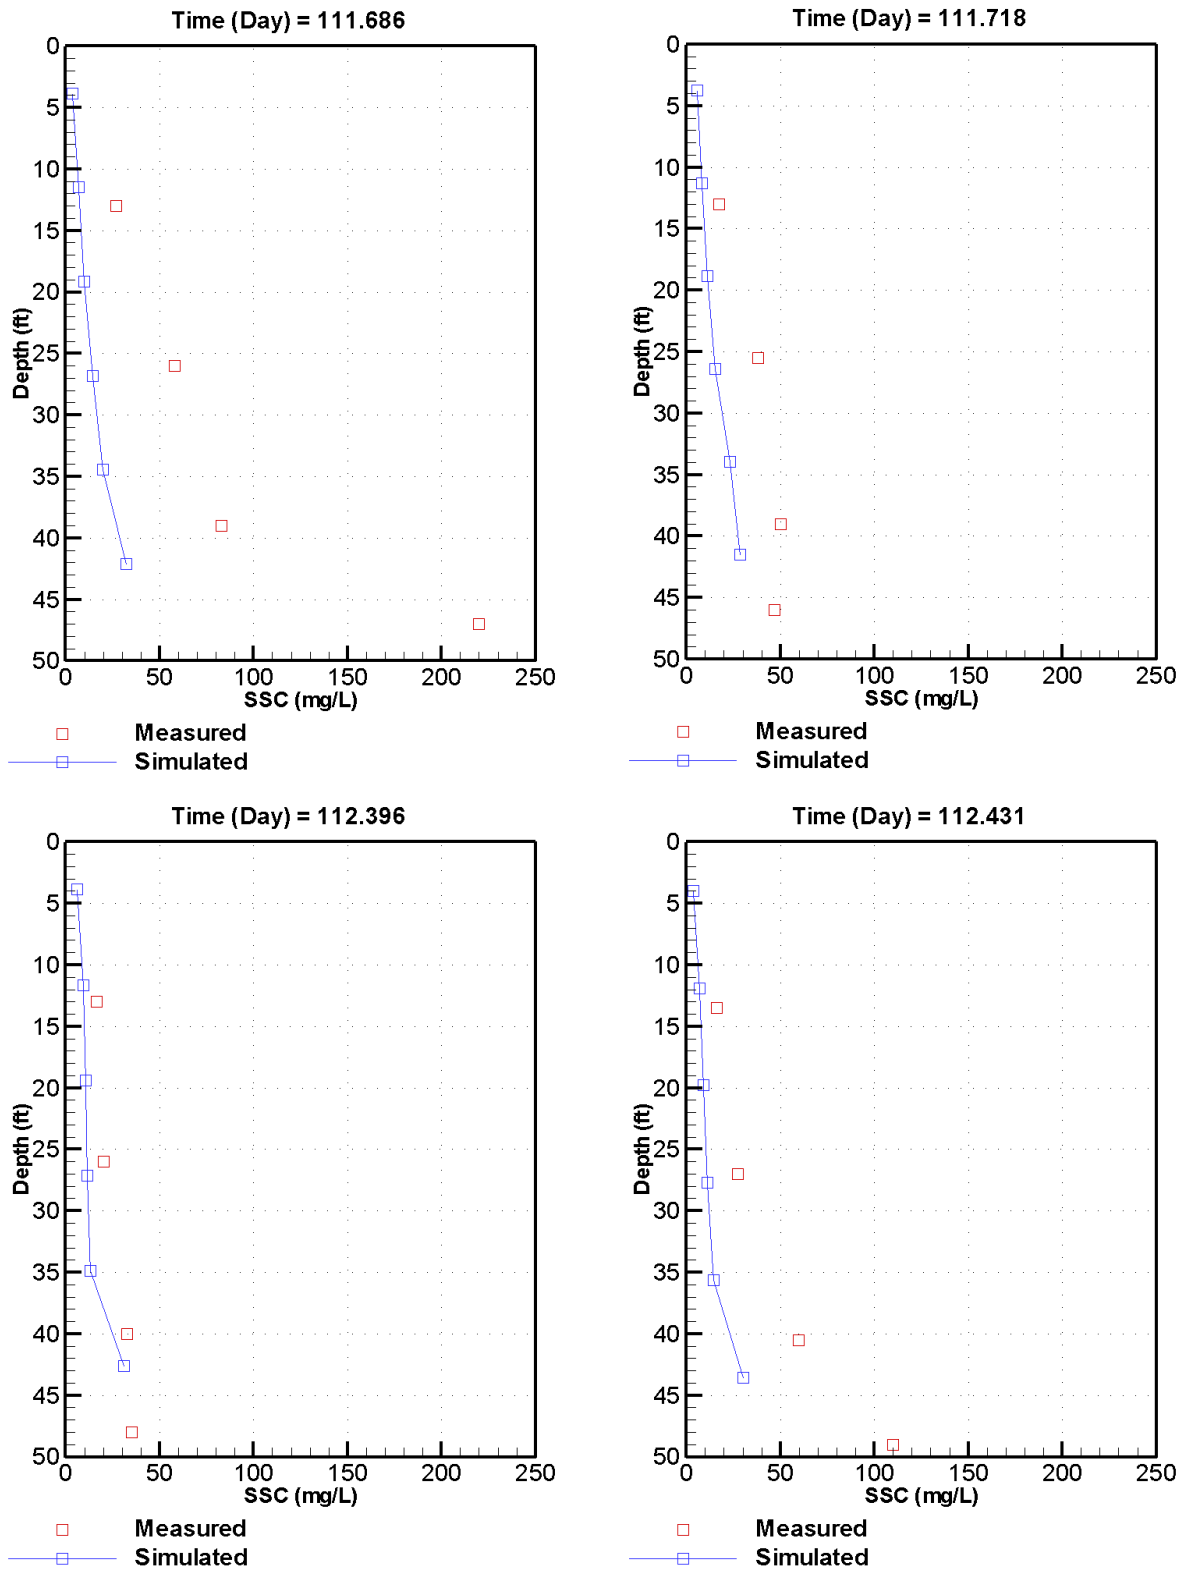 Time (Day) = 111.686
0
5
10
15
20
25
30
35
40
45
50
Depth (ft)
0 50 100 150 200 250
SSC (mg/L)
Measured
Simulated
Time (Day) = 111.718
0
5
10
15
20
25
30
35
40
45
50
Depth (ft)
0 50 100 150 200 250
SSC (mg/L)
Measured
Simulated
Time (Day) = 112.396
0
5
10
15
20
25
30
35
40
45
50
Depth (ft)
0 50 100 150 200 250
SSC (mg/L)
Measured
Simulated
Time (Day) = 112.431
0
5
10
15
20
25
30
35
40
45
50
Depth (ft)
0 50 100 150 200 250
SSC (mg/L)
Measured
Simulated